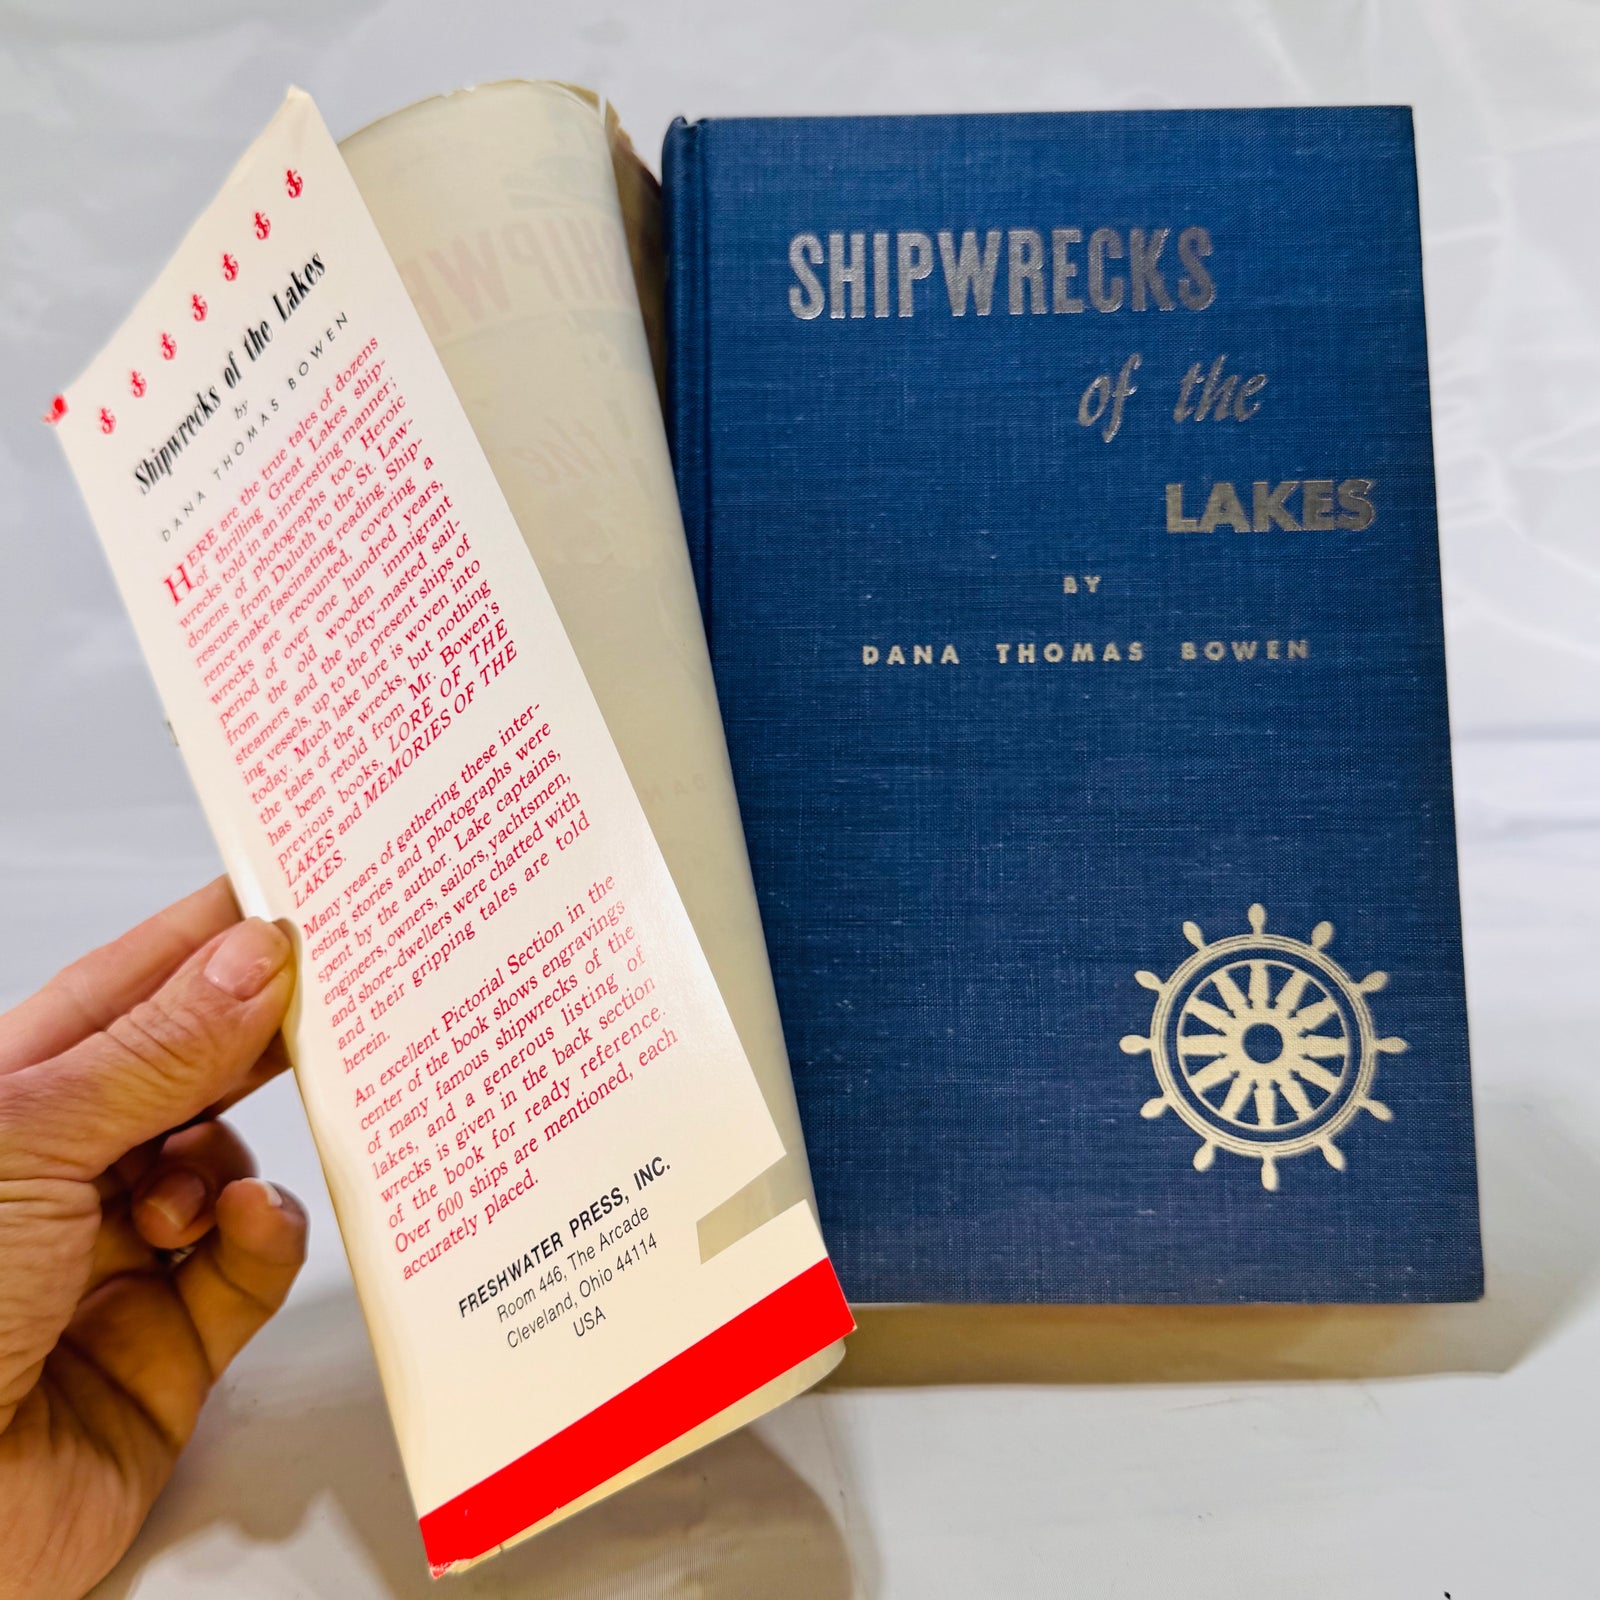 Shipwrecks of the Lakes
by
DANA THOMAS BOWEN
HERE are the true tales of dozens
of thrilling Great Lakes ship-
wrecks told in an interesting manner;
dozens of photographs too. Heroic
rescues from Duluth to the St. Law-
rence make fascinating reading. Ship-
wrecks are recounted, covering a
period of over one hundred years,
from the old wooden immigrant
steamers and the lofty-masted sail-
ing vessels, up to the present ships of
today. Much lake lore is woven into
the tales of the wrecks, but nothing
has been retold from Mr. Bowen's
previous books, LORE OF THE
LAKES and MEMORIES OF THE
LAKES.
Many years of gathering these inter-
esting stories and photographs were
spent by the author. Lake captains,
engineers, owners, sailors, yachtsmen,
and shore-dwellers were chatted with
and their gripping tales are told
herein.
An excellent Pictorial Section in the
center of the book shows engravings
of many famous shipwrecks of the
lakes, and a generous listing of
wrecks is given in the back section
of the book for ready reference.
Over 600 ships are mentioned, each
accurately placed.
FRESHWATER PRESS, INC.
Room 446, The Arcade
Cleveland, Ohio 44114
USA
SHIPWRECKS
of the
LAKES
BY
DANA THOMAS BOWEN